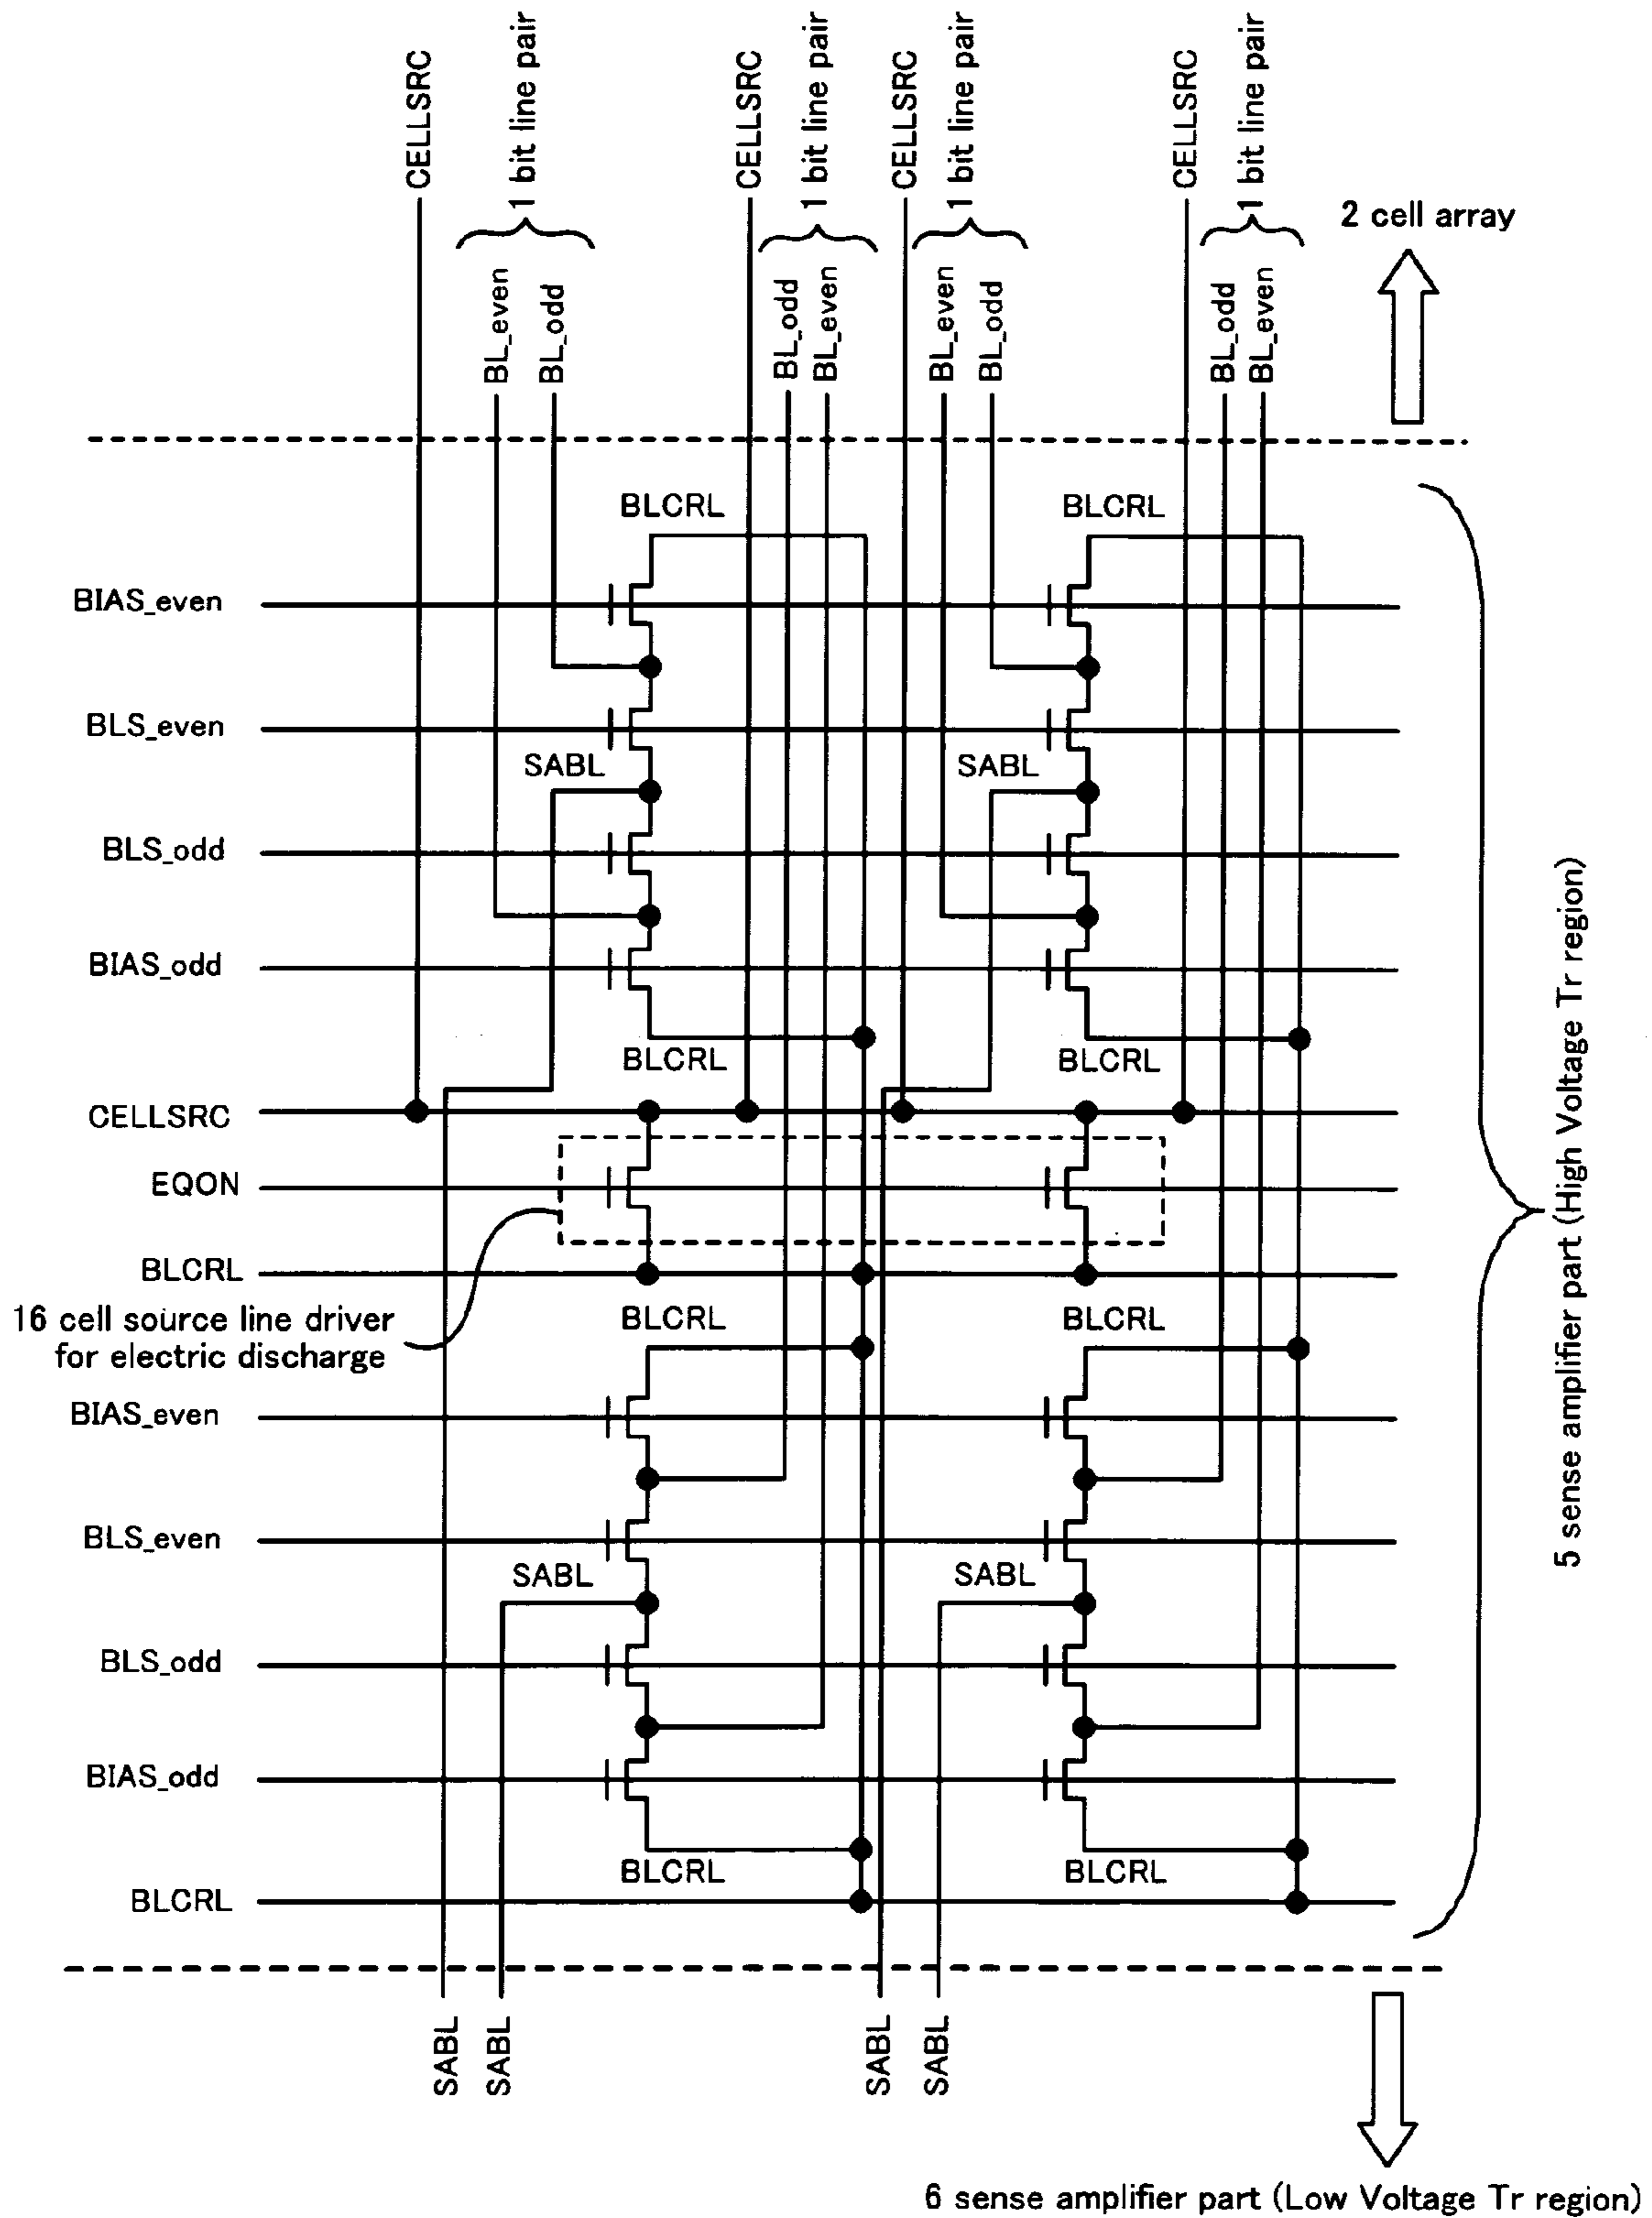 CELLSRC
1 bit line pair
CELLSRC
1 bit line pair
CELLSRC
1 bit line pair
CELLSRC
1 bit line pair
2 cell array
BL_even
BL_odd
BL_odd
BL_even
BL_even
BL_odd
BL_odd
BL_even
BLCRL
BLCRL
BIAS_even
BLS_even
SABL
SABL
BLS_odd
BIAS_odd
BLCRL
BLCRL
CELLSRC
EQON
BLCRL
16 cell source line driver
for electric discharge
BLCRL
BLCRL
BIAS_even
BLS_even
SABL
SABL
BLS_odd
BIAS_odd
BLCRL
BLCRL
BLCRL
5 sense amplifier part (High Voltage Tr region)
SABL
SABL
SABL
SABL
6 sense amplifier part (Low Voltage Tr region)